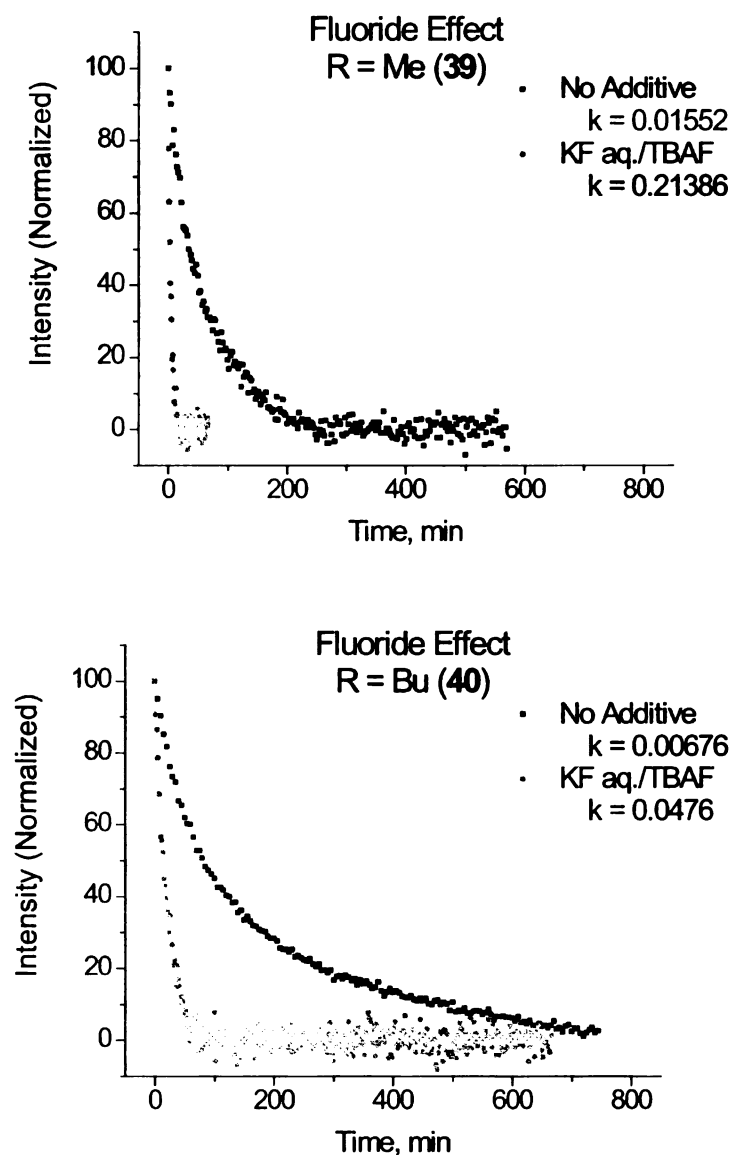 Fluoride Effect
R = Me (39)
No Additive
k = 0.01552
KF aq./TBAF
k = 0.21386
Intensity (Normalized)
100
80
60
40
20
0
0
200
400
600
800
Time, min
Fluoride Effect
R = Bu (40)
No Additive
k = 0.00676
KF aq./TBAF
k = 0.0476
Intensity (Normalized)
100
80
60
40
20
0
0
200
400
600
800
Time, min